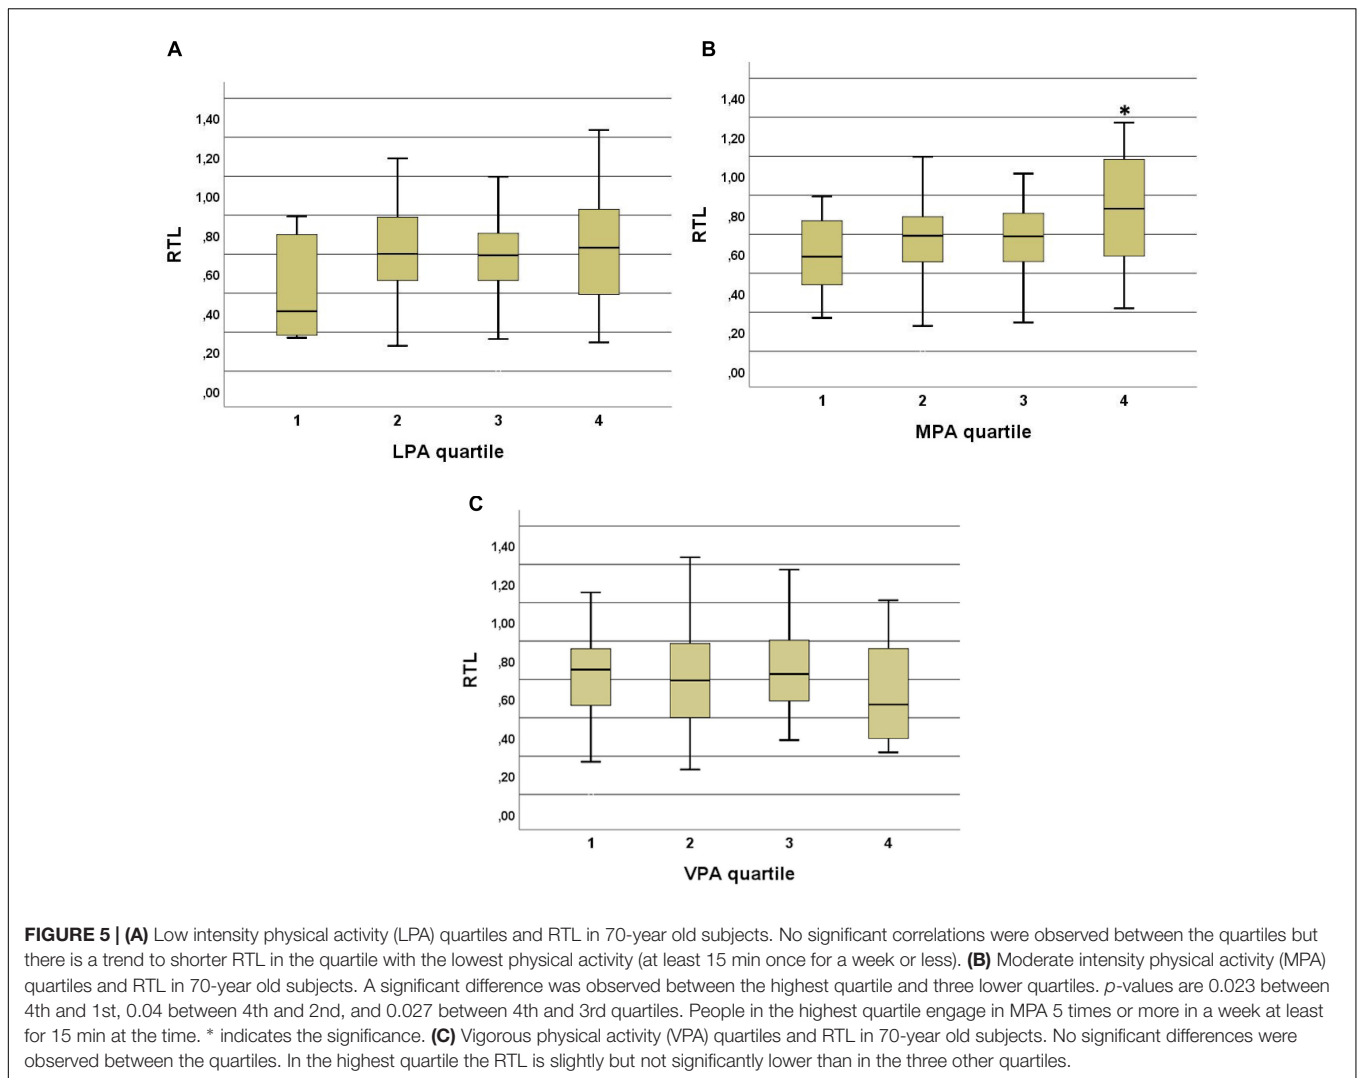 A
1,40
1,20
1,00
,80
,60
,40
,20
,00
RTL
1 2 3 4
LPA quartile
B
1,40
1,20
1,00
,80
,60
,40
,20
,00
RTL
*
1 2 3 4
MPA quartile
C
1,40
1,20
1,00
,80
,60
,40
,20
,00
RTL
1 2 3 4
VPA quartile
FIGURE 5 | (A) Low intensity physical activity (LPA) quartiles and RTL in 70-year old subjects. No significant correlations were observed between the quartiles but
there is a trend to shorter RTL in the quartile with the lowest physical activity (at least 15 min once for a week or less). (B) Moderate intensity physical activity (MPA)
quartiles and RTL in 70-year old subjects. A significant difference was observed between the highest quartile and three lower quartiles. p-values are 0.023 between
4th and 1st, 0.04 between 4th and 2nd, and 0.027 between 4th and 3rd quartiles. People in the highest quartile engage in MPA 5 times or more in a week at least
for 15 min at the time. * indicates the significance. (C) Vigorous physical activity (VPA) quartiles and RTL in 70-year old subjects. No significant differences were
observed between the quartiles. In the highest quartile the RTL is slightly but not significantly lower than in the three other quartiles.